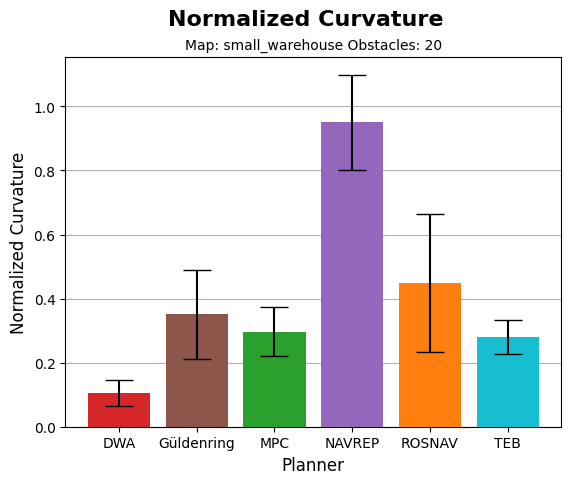 Normalized Curvature
Map: small_warehouse Obstacles: 20
Normalized Curvature
1.0
0.8
0.6
0.4
0.2
0.0
DWA Güldenring MPC NAVREP ROSNAV TEB
Planner